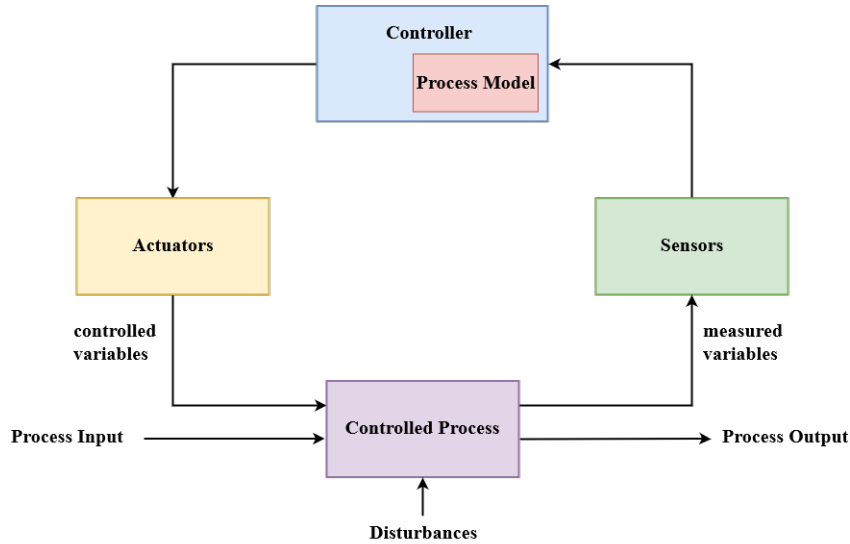 Controller
Process Model
Actuators
Sensors
controlled
variables
measured
variables
Process Input
Controlled Process
Process Output
Disturbances